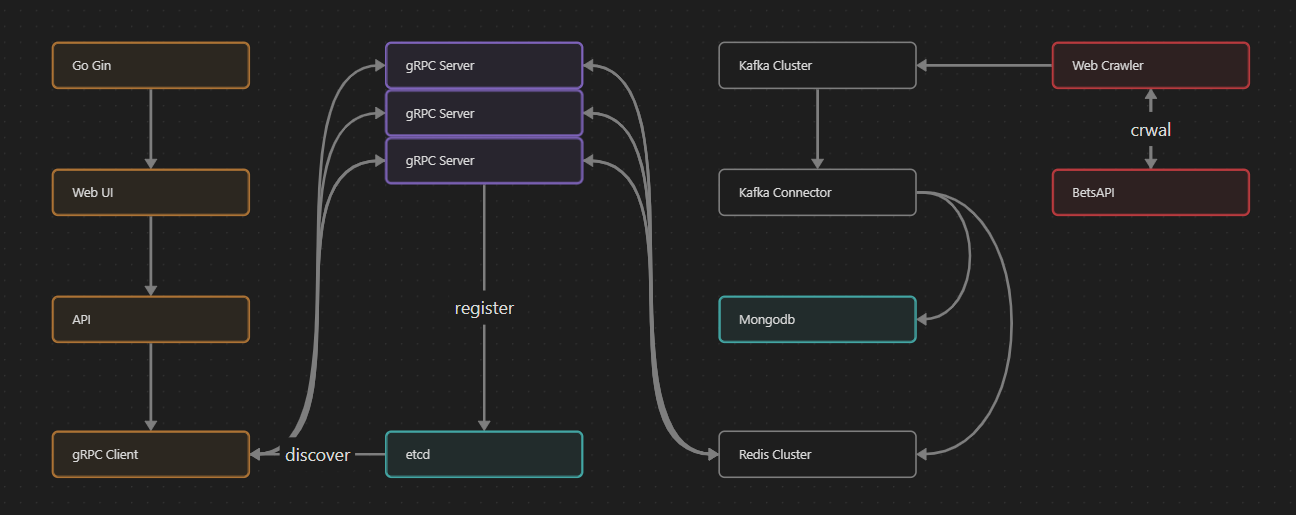 Go Gin
gRPC Server
Kafka Cluster
Web Crawler
gRPC Server
crwal
gRPC Server
Web UI
Kafka Connector
BetsAPI
register
API
Mongodb
gRPC Client
discover
etcd
Redis Cluster